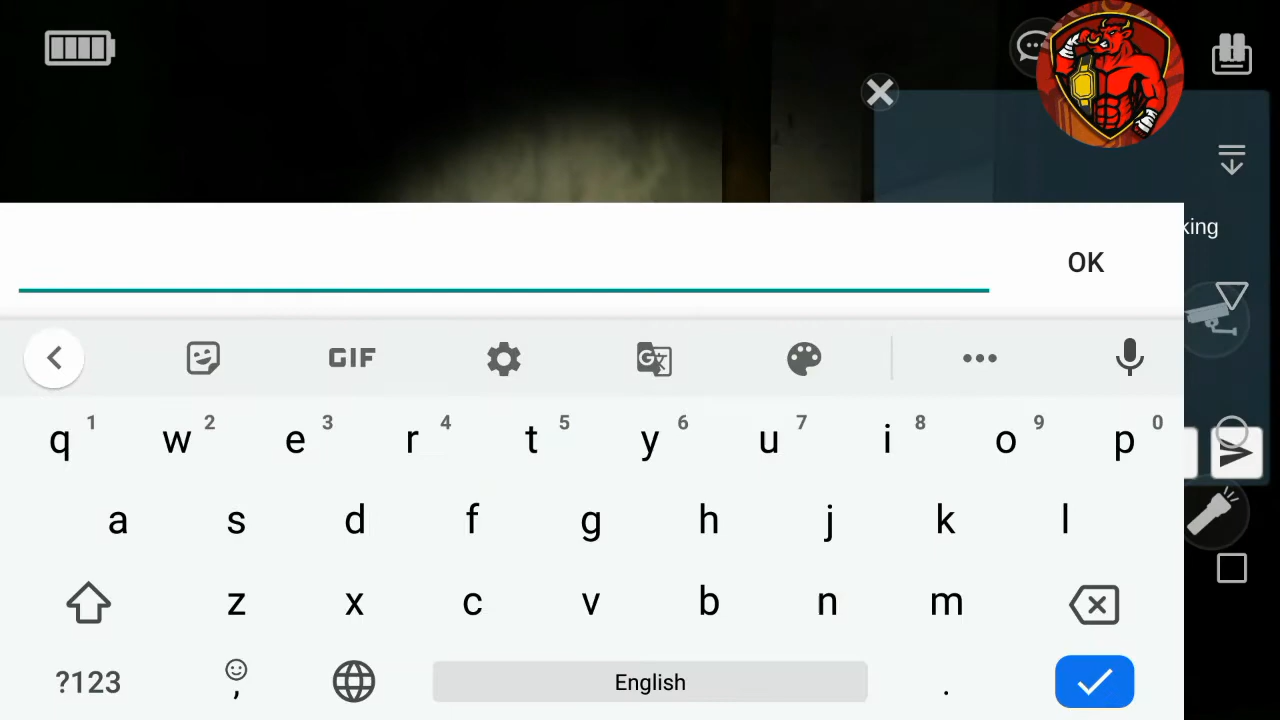 king
OK
GIF
q 1 w 2 e 3 r 4 t 5 y 6 u 7 i 8 o 9 p 0
a s d f g h j k l
z x c v b n m
?123 , English .